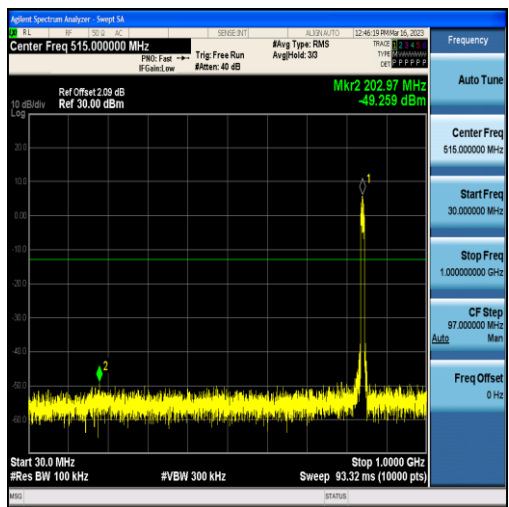 Agilent Spectrum Analyzer - Swept SA
RL RF 50 Ω AC SENSE:INT ALIGN AUTO 12:46:19 PM Mar 16, 2023
Center Freq 515.000000 MHz
PNO: Fast
IFGain:Low
Trig: Free Run
#Atten: 40 dB
#Avg Type: RMS
Avg|Hold: 3/3
TRACE 1 2 3 4 5 6
TYPE
DET P P P P P P
Ref Offset 2.09 dB
10 dB/div Ref 30.00 dBm
Log
Mkr2 202.97 MHz
-49.259 dBm
20.0
10.0
0.00
-10.0
-20.0
-30.0
-40.0
-50.0
-60.0
1
2
Start 30.0 MHz
Stop 1.0000 GHz
#Res BW 100 kHz
#VBW 300 kHz
Sweep 93.32 ms (10000 pts)
MSG
STATUS
Frequency
Auto Tune
Center Freq
515.000000 MHz
Start Freq
30.000000 MHz
Stop Freq
1.000000000 GHz
CF Step
97.000000 MHz
Auto Man
Freq Offset
0 Hz